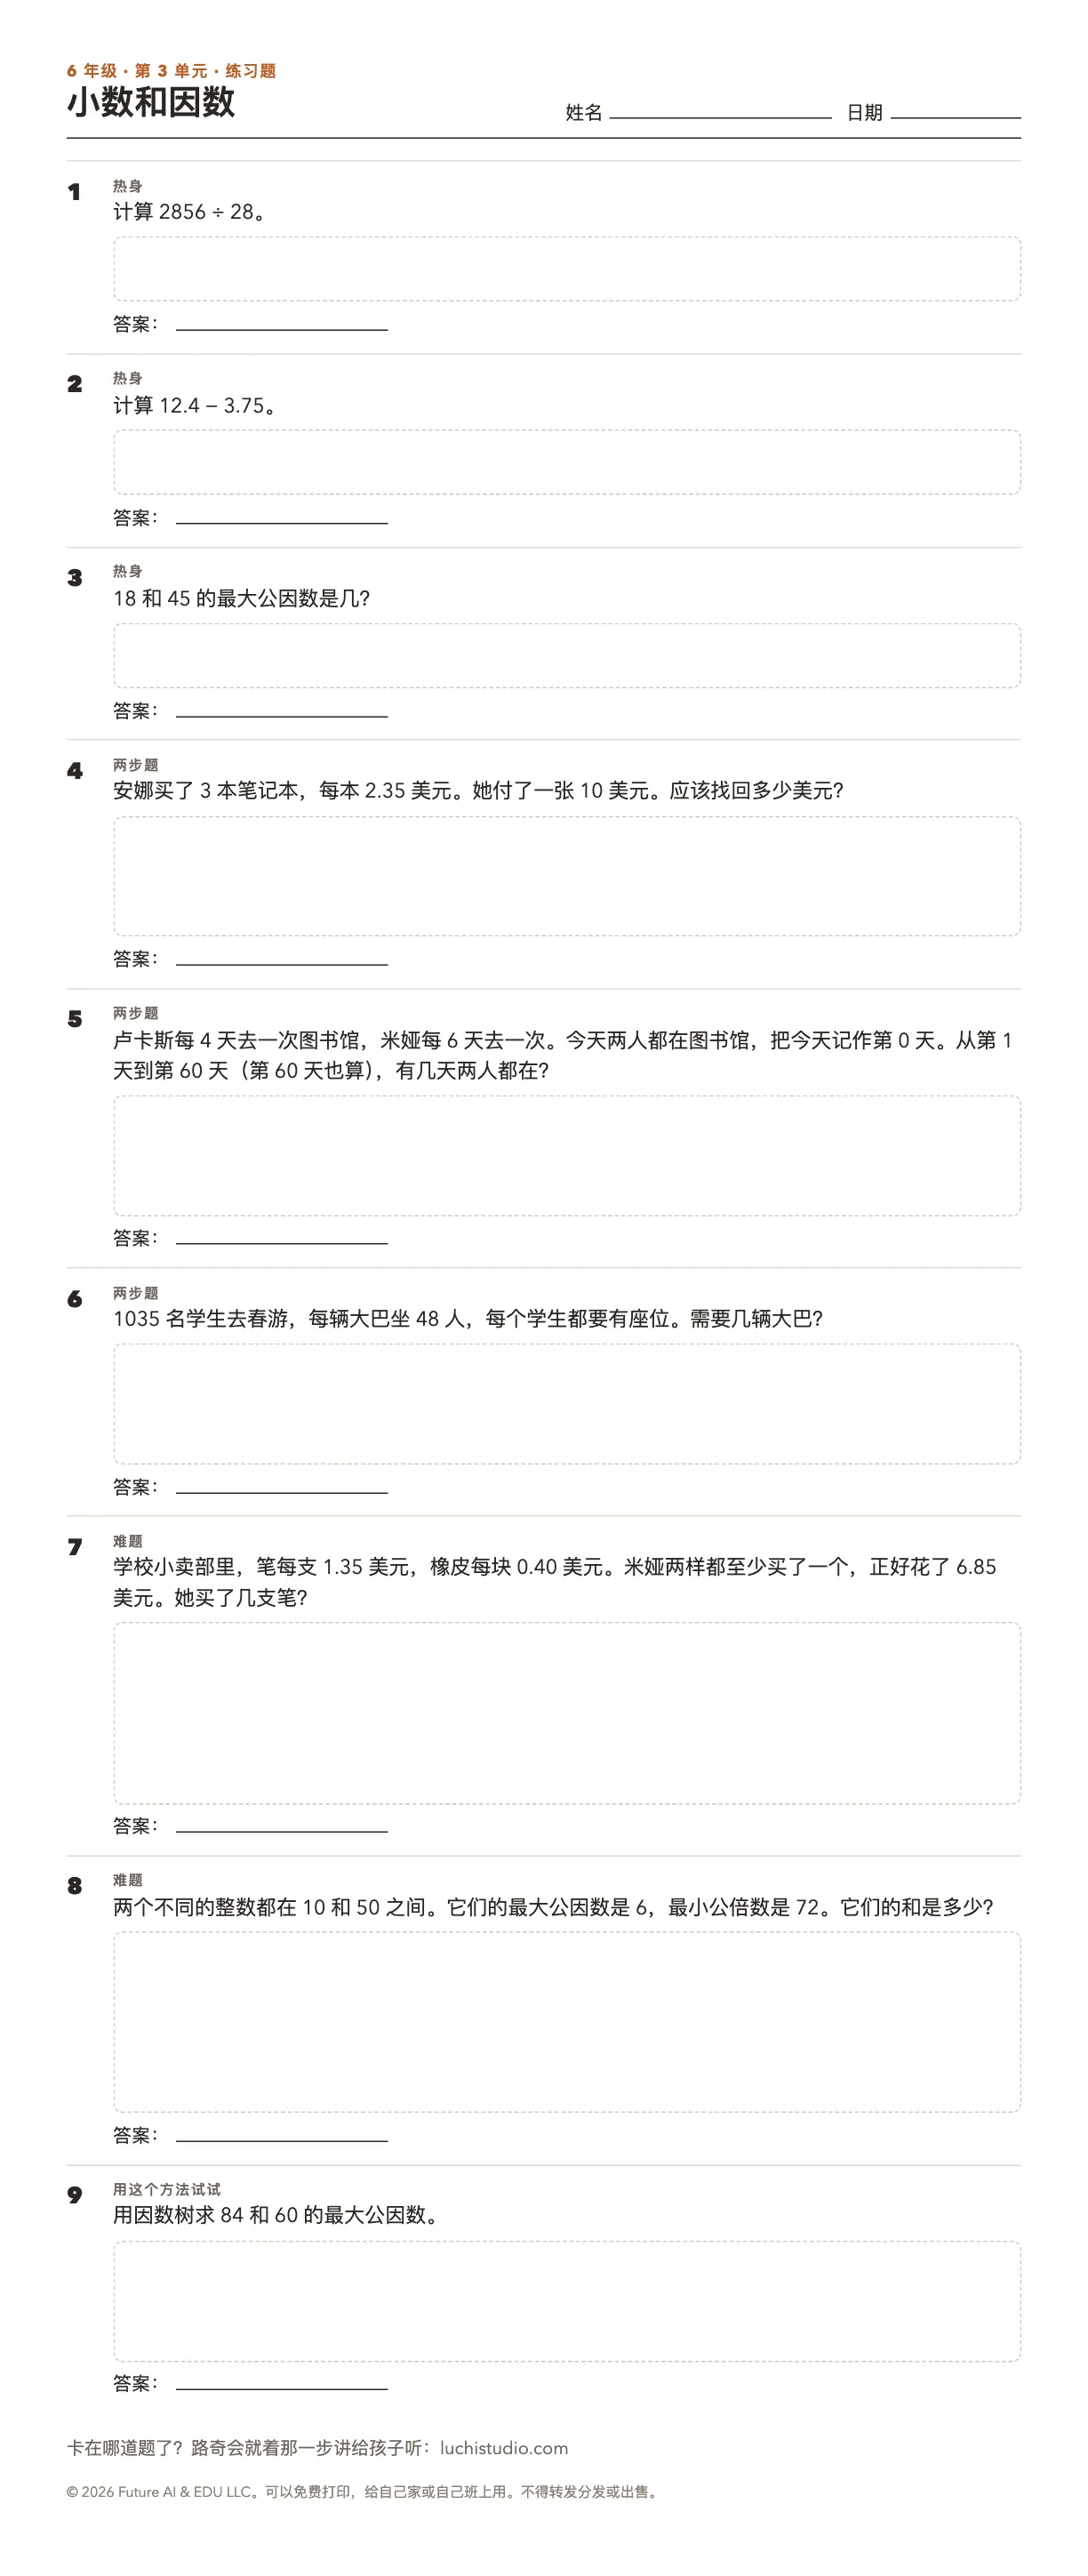 6 年级 · 第 3 单元 · 练习题
小数和因数
姓名
日期
1
热身
计算 2856 ÷ 28。
答案：
2
热身
计算 12.4 – 3.75。
答案：
3
热身
18 和 45 的最大公因数是几？
答案：
4
两步题
安娜买了 3 本笔记本，每本 2.35 美元。她付了一张 10 美元。应该找回多少美元？
答案：
5
两步题
卢卡斯每 4 天去一次图书馆，米娅每 6 天去一次。今天两人都在图书馆，把今天记作第 0 天。从第 1
天到第 60 天（第 60 天也算），有几天两人都在？
答案：
6
两步题
1035 名学生去春游，每辆大巴坐 48 人，每个学生都要有座位。需要几辆大巴？
答案：
7
难题
学校小卖部里，笔每支 1.35 美元，橡皮每块 0.40 美元。米娅两样都至少买了一个，正好花了 6.85
美元。她买了几支笔？
答案：
8
难题
两个不同的整数都在 10 和 50 之间。它们的最大公因数是 6，最小公倍数是 72。它们的和是多少？
答案：
9
用这个方法试试
用因数树求 84 和 60 的最大公因数。
答案：
卡在哪道题了？路奇会就着那一步讲给孩子听：luchistudio.com
© 2026 Future AI & EDU LLC。可以免费打印，给自己家或自己班上用。不得转发分发或出售。